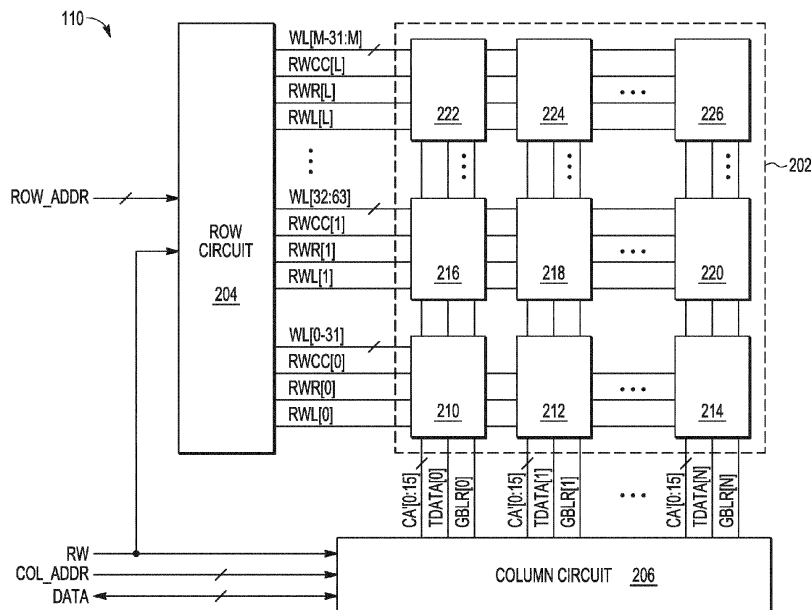 110
WL[M-31:M]
RWCC[L]
RWR[L]
RWL[L]
222
224
226
202
ROW_ADDR
ROW
CIRCUIT
204
WL[32:63]
RWCC[1]
RWR[1]
RWL[1]
216
218
220
WL[0-31]
RWCC[0]
RWR[0]
RWL[0]
210
212
214
CA'[0:15]
TDATA[0]
GBLR[0]
CA'[0:15]
TDATA[1]
GBLR[1]
CA'[0:15]
TDATA[N]
GBLR[N]
RW
COL_ADDR
DATA
COLUMN CIRCUIT 206